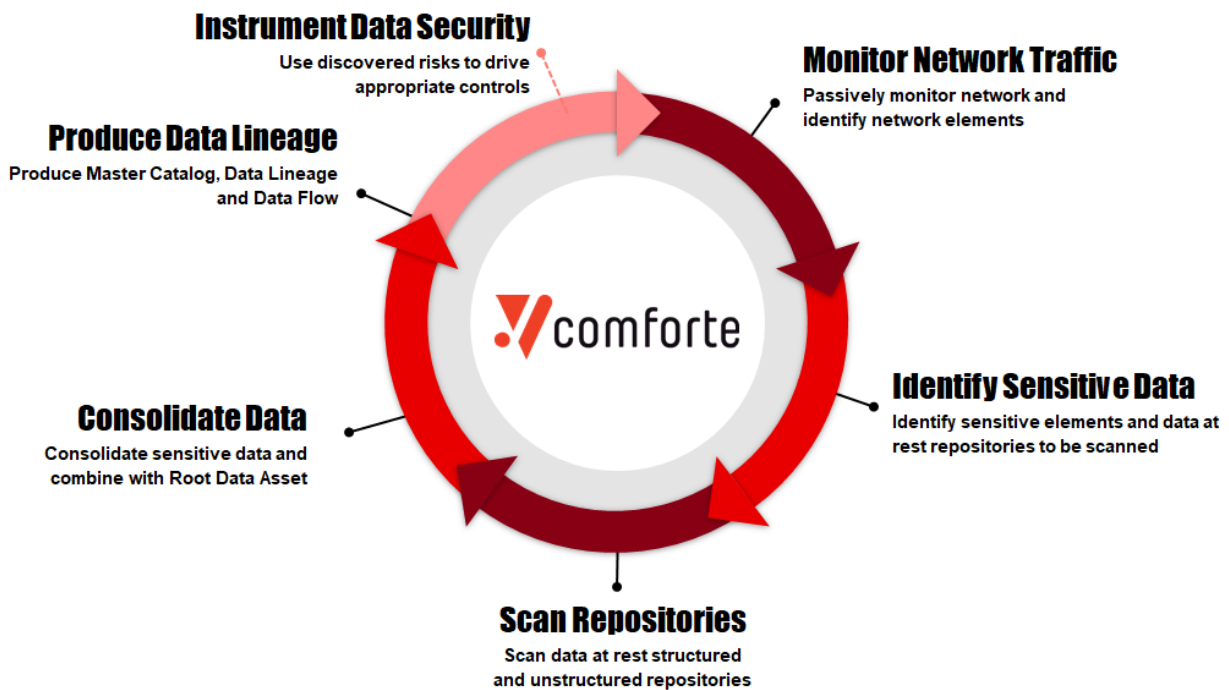 Instrument Data Security
Use discovered risks to drive
appropriate controls
Monitor Network Traffic
Passively monitor network and
identify network elements
Produce Data Lineage
Produce Master Catalog, Data Lineage
and Data Flow
comforte
Identify Sensitive Data
Identify sensitive elements and data at
rest repositories to be scanned
Consolidate Data
Consolidate sensitive data and
combine with Root Data Asset
Scan Repositories
Scan data at rest structured
and unstructured repositories